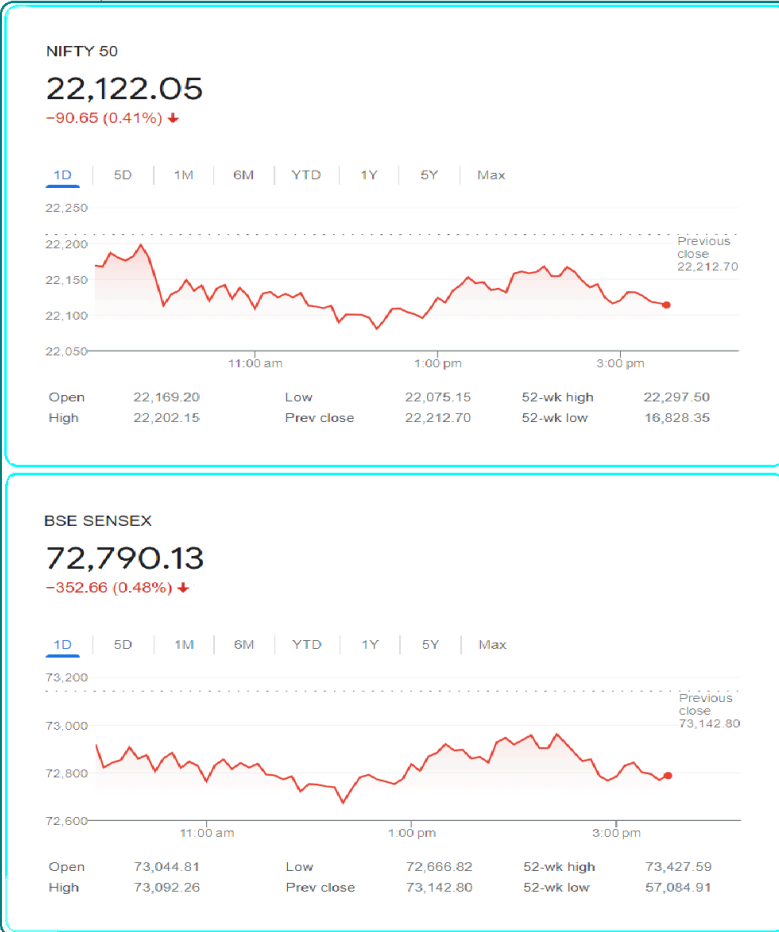 NIFTY 50
22,122.05
−90.65 (0.41%)
1D 5D 1M 6M YTD 1Y 5Y Max
22,250
22,200
22,150
22,100
22,050
Previous
close
22,212.70
11:00 am 1:00 pm 3:00 pm
Open 22,169.20 Low 22,075.15 52-wk high 22,297.50
High 22,202.15 Prev close 22,212.70 52-wk low 16,828.35
BSE SENSEX
72,790.13
−352.66 (0.48%)
1D 5D 1M 6M YTD 1Y 5Y Max
73,200
73,000
72,800
72,600
Previous
close
73,142.80
11:00 am 1:00 pm 3:00 pm
Open 73,044.81 Low 72,666.82 52-wk high 73,427.59
High 73,092.26 Prev close 73,142.80 52-wk low 57,084.91